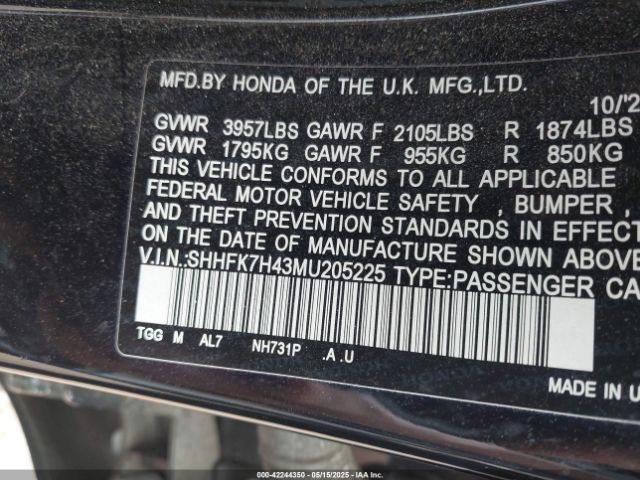 MFD.BY HONDA OF THE U.K. MFG.,LTD.
10/'2
GVWR 3957LBS GAWR F 2105LBS R 1874LBS
GVWR 1795KG GAWR F 955KG R 850KG
THIS VEHICLE CONFORMS TO ALL APPLICABLE
FEDERAL MOTOR VEHICLE SAFETY , BUMPER ,
AND THEFT PREVENTION STANDARDS IN EFFECT
ON THE DATE OF MANUFACTURE SHOWN ABOVE
V.I.N.:SHHFK7H43MU205225 TYPE:PASSENGER CA
TGG M AL7 NH731P .A .U
MADE IN U
000-42244350 05/15/2025 IAAI.COM